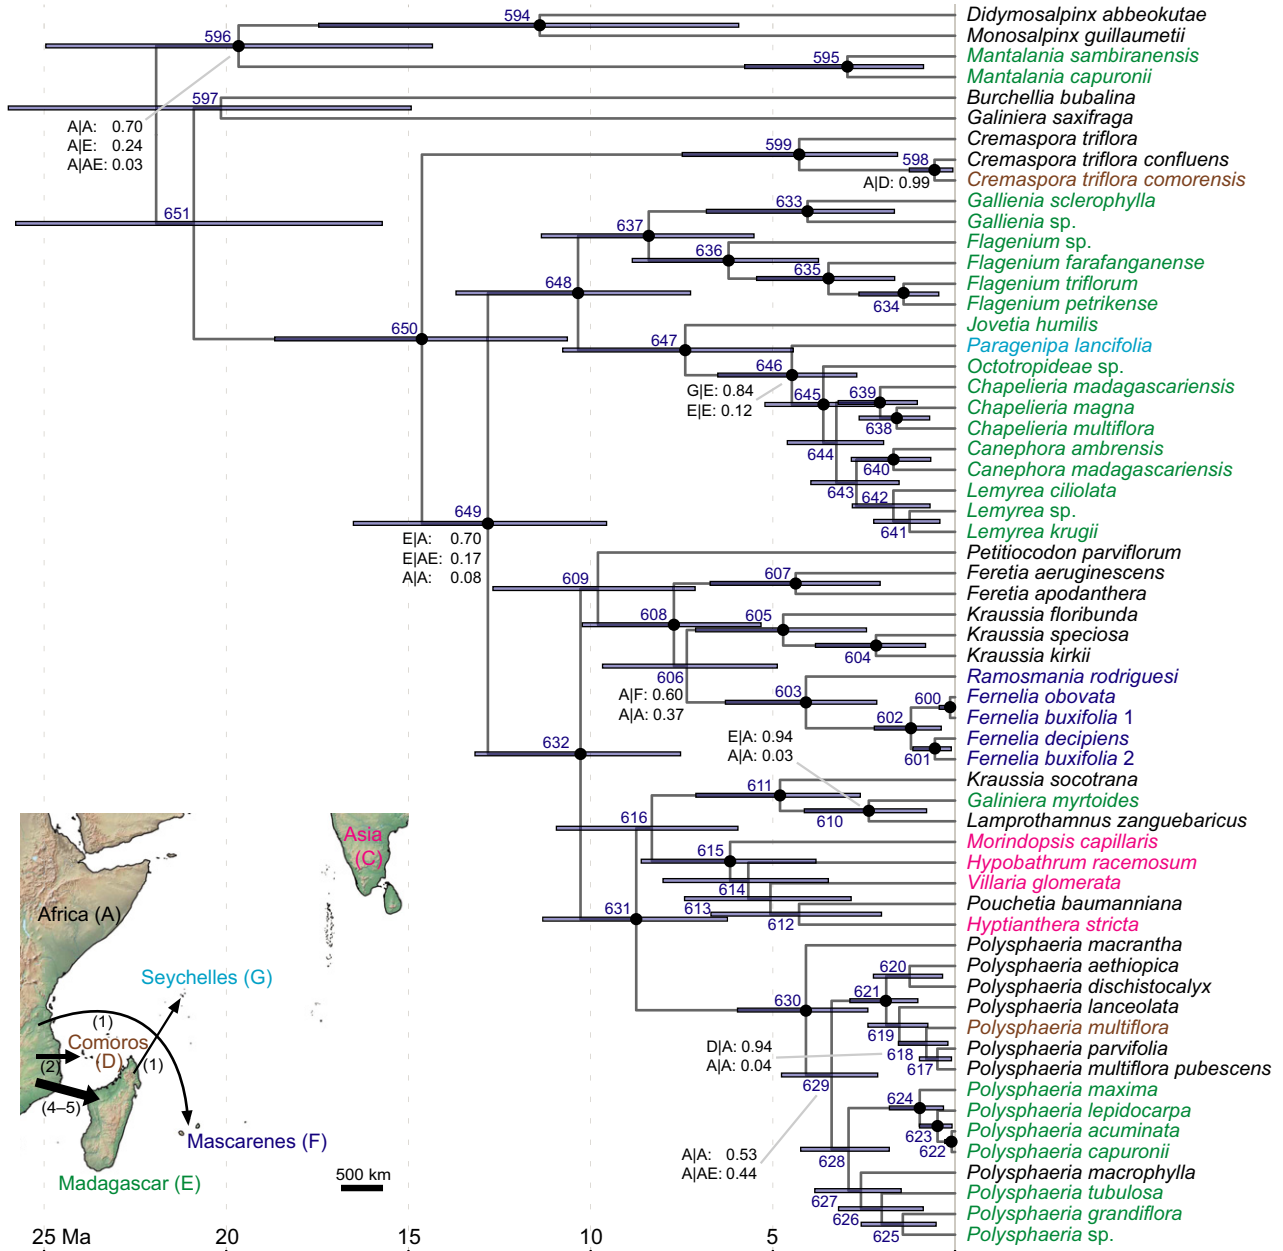 594
Didymosalpinx abbeokutae
Monosalpinx guillaumetii
596
595
Mantalania sambiranensis
Mantalania capuronii
597
Burchellia bubalina
Galiniera saxifraga
A|A: 0.70
A|E: 0.24
A|AE: 0.03
599
Cremaspora triflora
598
Cremaspora triflora confluens
A|D: 0.99
Cremaspora triflora comorensis
651
633
Gallienia sclerophylla
Gallienia sp.
637
636
Flagenium sp.
635
Flagenium farafanganense
648
634
Flagenium triflorum
Flagenium petrikense
650
647
Jovetia humilis
Paragenipa lancifolia
646
Octotropideae sp.
G|E: 0.84
E|E: 0.12
645
639
Chapelieria madagascariensis
Chapelieria magna
638
Chapelieria multiflora
644
Canephora ambrensis
640
Canephora madagascariensis
643
642
Lemyrea ciliolata
Lemyrea sp.
641
Lemyrea krugii
649
E|A: 0.70
E|AE: 0.17
A|A: 0.08
Petitiocodon parviflorum
609
607
Feretia aeruginescens
Feretia apodanthera
608
605
Kraussia floribunda
Kraussia speciosa
604
Kraussia kirkii
606
A|F: 0.60
A|A: 0.37
603
Ramosmania rodriguesi
600
Fernelia obovata
602
Fernelia buxifolia 1
Fernelia decipiens
601
Fernelia buxifolia 2
632
E|A: 0.94
A|A: 0.03
611
Kraussia socotrana
610
Galiniera myrtoides
Lamprothamnus zanguebaricus
616
615
Morindopsis capillaris
Hypobathrum racemosum
614
Villaria glomerata
613
Pouchetia baumanniana
612
Hyptianthera stricta
631
Polysphaeria macrantha
620
Polysphaeria aethiopica
621
Polysphaeria dischistocalyx
630
Polysphaeria lanceolata
619
Polysphaeria multiflora
D|A: 0.94
A|A: 0.04
618
Polysphaeria parvifolia
617
Polysphaeria multiflora pubescens
629
624
Polysphaeria maxima
Polysphaeria lepidocarpa
623
Polysphaeria acuminata
622
Polysphaeria capuronii
A|A: 0.53
A|AE: 0.44
628
Polysphaeria macrophylla
627
Polysphaeria tubulosa
626
Polysphaeria grandiflora
625
Polysphaeria sp.
Asia
(C)
Africa (A)
Seychelles (G)
(1)
Comoros
(D)
(2)
(1)
(4–5)
Mascarenes (F)
Madagascar (E)
500 km
25 Ma
20
15
10
5